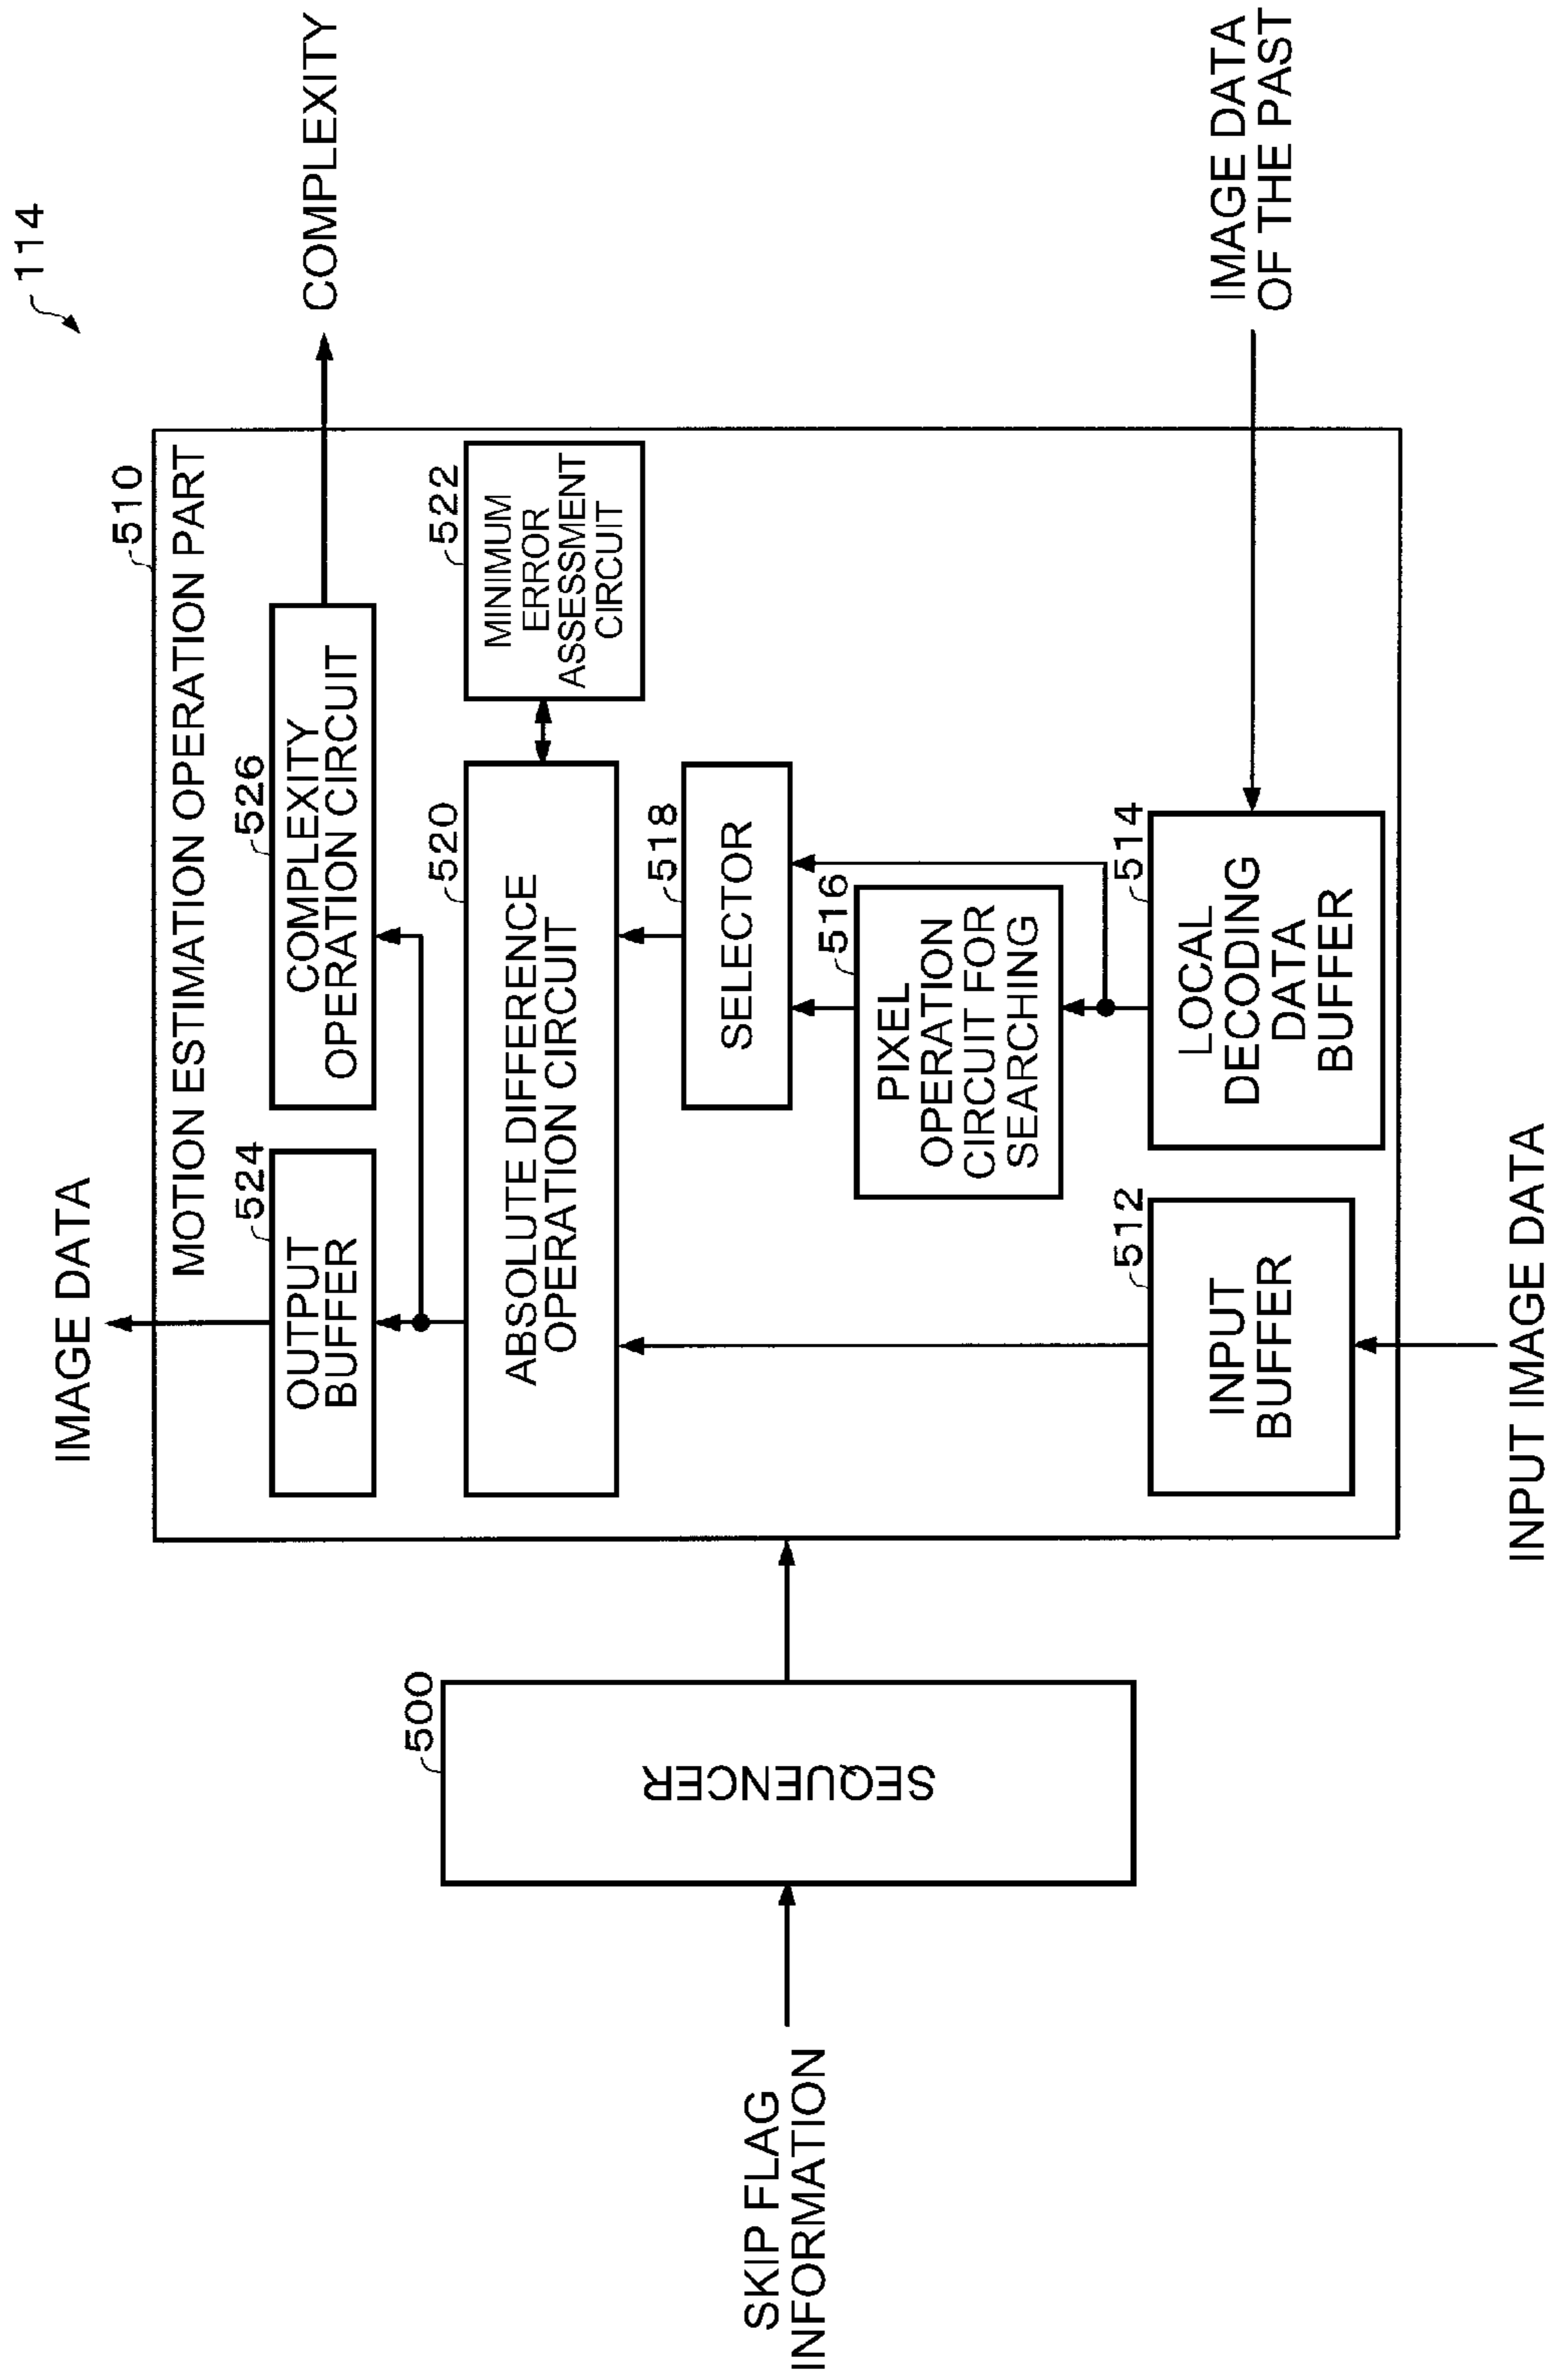 114
IMAGE DATA
COMPLEXITY
510
MOTION ESTIMATION OPERATION PART
524
OUTPUT
BUFFER
526
COMPLEXITY
OPERATION CIRCUIT
520
ABSOLUTE DIFFERENCE
OPERATION CIRCUIT
522
MINIMUM
ERROR
ASSESSMENT
CIRCUIT
500
SEQUENCER
SKIP FLAG
INFORMATION
518
SELECTOR
516
PIXEL
OPERATION
CIRCUIT FOR
SEARCHING
512
INPUT
BUFFER
514
LOCAL
DECODING
DATA
BUFFER
IMAGE DATA
OF THE PAST
INPUT IMAGE DATA